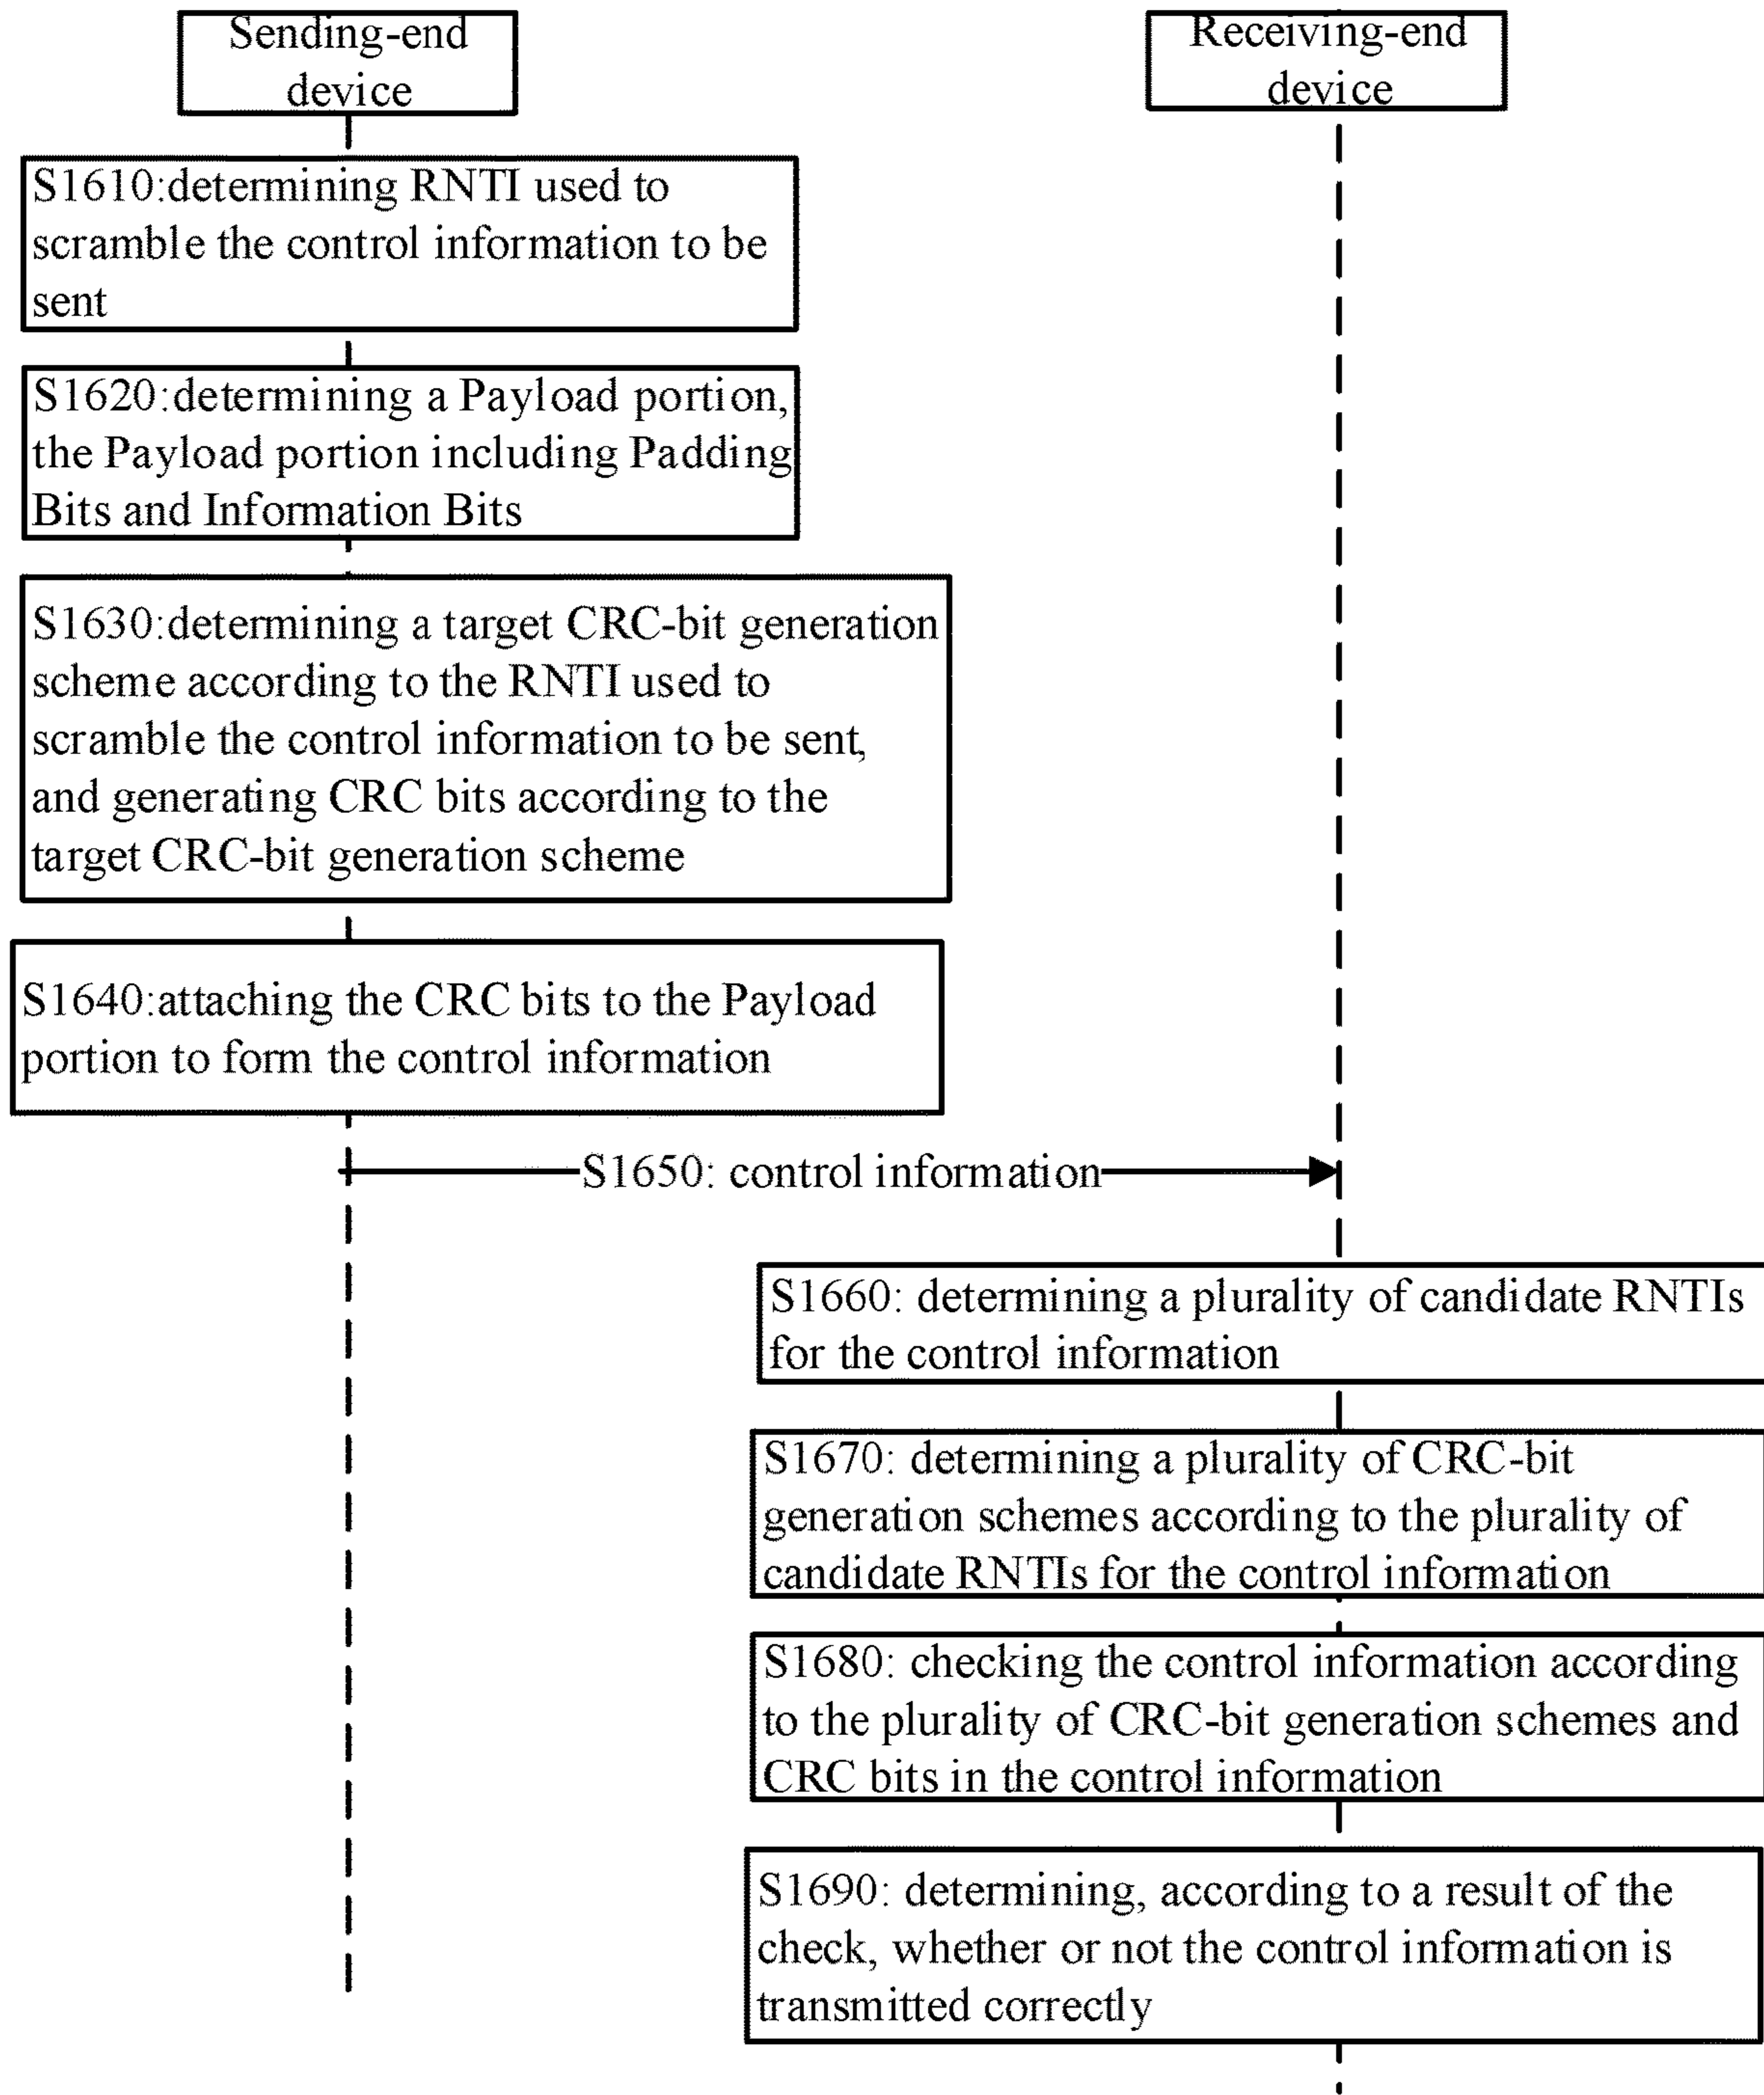 Sending-end
device
Receiving-end
device
S1610:determining RNTI used to
scramble the control information to be
sent
S1620:determining a Payload portion,
the Payload portion including Padding
Bits and Information Bits
S1630:determining a target CRC-bit generation
scheme according to the RNTI used to
scramble the control information to be sent,
and generating CRC bits according to the
target CRC-bit generation scheme
S1640:attaching the CRC bits to the Payload
portion to form the control information
S1650: control information
S1660: determining a plurality of candidate RNTIs
for the control information
S1670: determining a plurality of CRC-bit
generation schemes according to the plurality of
candidate RNTIs for the control information
S1680: checking the control information according
to the plurality of CRC-bit generation schemes and
CRC bits in the control information
S1690: determining, according to a result of the
check, whether or not the control information is
transmitted correctly